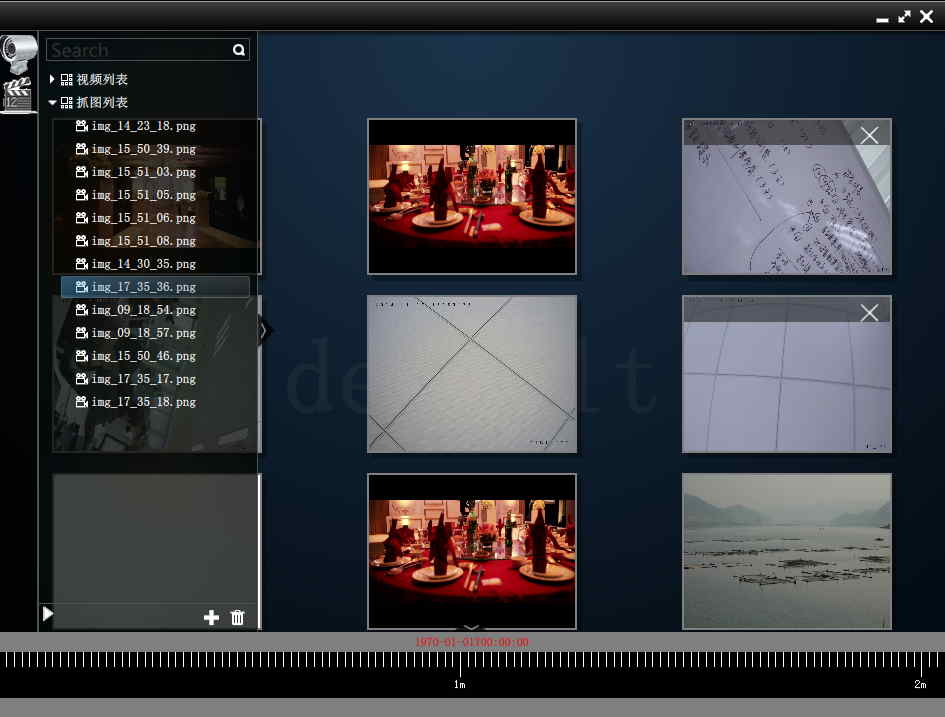 Search
视频列表
抓图列表
img_14_23_18.png
img_15_50_39.png
img_15_51_03.png
img_15_51_05.png
img_15_51_06.png
img_15_51_08.png
img_14_30_35.png
img_17_35_36.png
img_09_18_54.png
img_09_18_57.png
img_15_50_46.png
img_17_35_17.png
img_17_35_18.png
12
1970-01-01T00:00:00
1m
2m